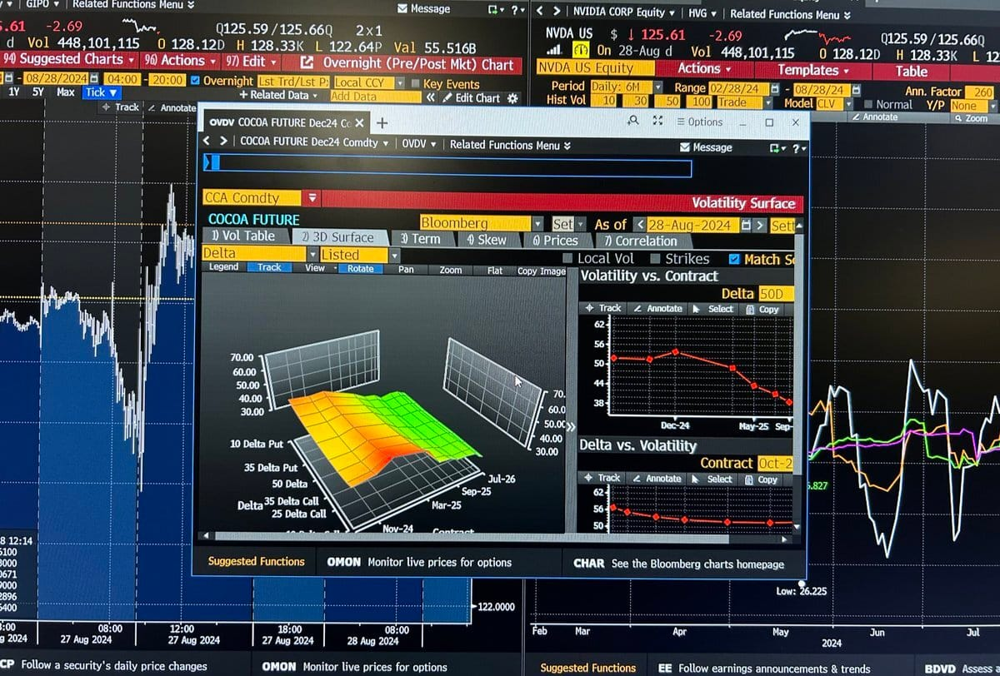 GIPO Related Functions Menu
Message
5.61 -2.69
Q125.59/125.66Q 2×1
d Vol 448,101,115 O 128.12D H 128.33K L 122.64P Val 55.516B
94) Suggested Charts 96) Actions 97) Edit Overnight (Pre/Post Mkt) Chart
08/28/2024 04:00 - 20:00 Overnight Lst Trd/Lst P Local CCY Key Events
1Y 5Y Max Tick + Related Data Add Data « Edit Chart
Track Annotate
NVIDIA CORP Equity HVG Related Functions Menu
NVDA US $ ↓ 125.61 -2.69 Q125.59/125.66Q
On 28-Aug d Vol 448,101,115 O 128.12D H 128.33K L 12
NVDA US Equity Actions Templates Table
Period Daily: 6M Range 02/28/24 - 08/28/24 Ann. Factor 260
Hist Vol 10 30 50 100 Trade Model CLV Normal Y/P None
Annotate Zoom
OVDV COCOA FUTURE Dec24 Co × +
Options
< > COCOA FUTURE Dec24 Comdty OVDV Related Functions Menu
Message
CCA Comdty
Volatility Surface
COCOA FUTURE Bloomberg Set As of < 28-Aug-2024 > Sett
1) Vol Table 2) 3D Surface 3) Term 4) Skew 6) Prices 7) Correlation
Delta Listed Local Vol Strikes Match S
Legend Track View Rotate Pan Zoom Flat Copy Image
Volatility vs. Contract
Delta 50D
Track Annotate Select Copy
62
56
50
44
38
Dec-24 May-25 Sep-
70.00
60.00
50.00
40.00
30.00
70.
60.0
50.00
40.00
30.00
10 Delta Put
35 Delta Put
50 Delta
35 Delta Call
25 Delta Call
Delta
Jul-26
Sep-25
Mar-25
Nov-24
Contract
Delta vs. Volatility
Contract Oct-2
Track Annotate Select Copy
62
56
50
Suggested Functions OMON Monitor live prices for options CHAR See the Bloomberg charts homepage
8 12:14
5100
3000
0671
9000
2896
5400
122.0000
08:00 12:00 18:00 08:00
g 2024 27 Aug 2024 27 Aug 2024 27 Aug 2024 28 Aug 2024
CP Follow a security's daily price changes OMON Monitor live prices for options
5.827
Low: 26.225
Feb Mar Apr May Jun Jul
2024
Suggested Functions EE Follow earnings announcements & trends BDVD Assess